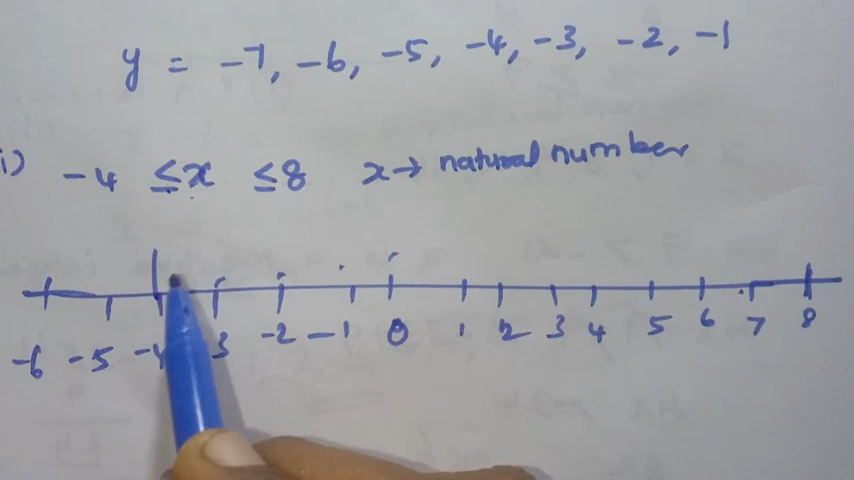 y = -7, -6, -5, -4, -3, -2, -1
i) -4 ≤ x ≤ 8 x → natural number
-6 -5 -4 3 -2 -1 0 1 2 3 4 5 6 7 8